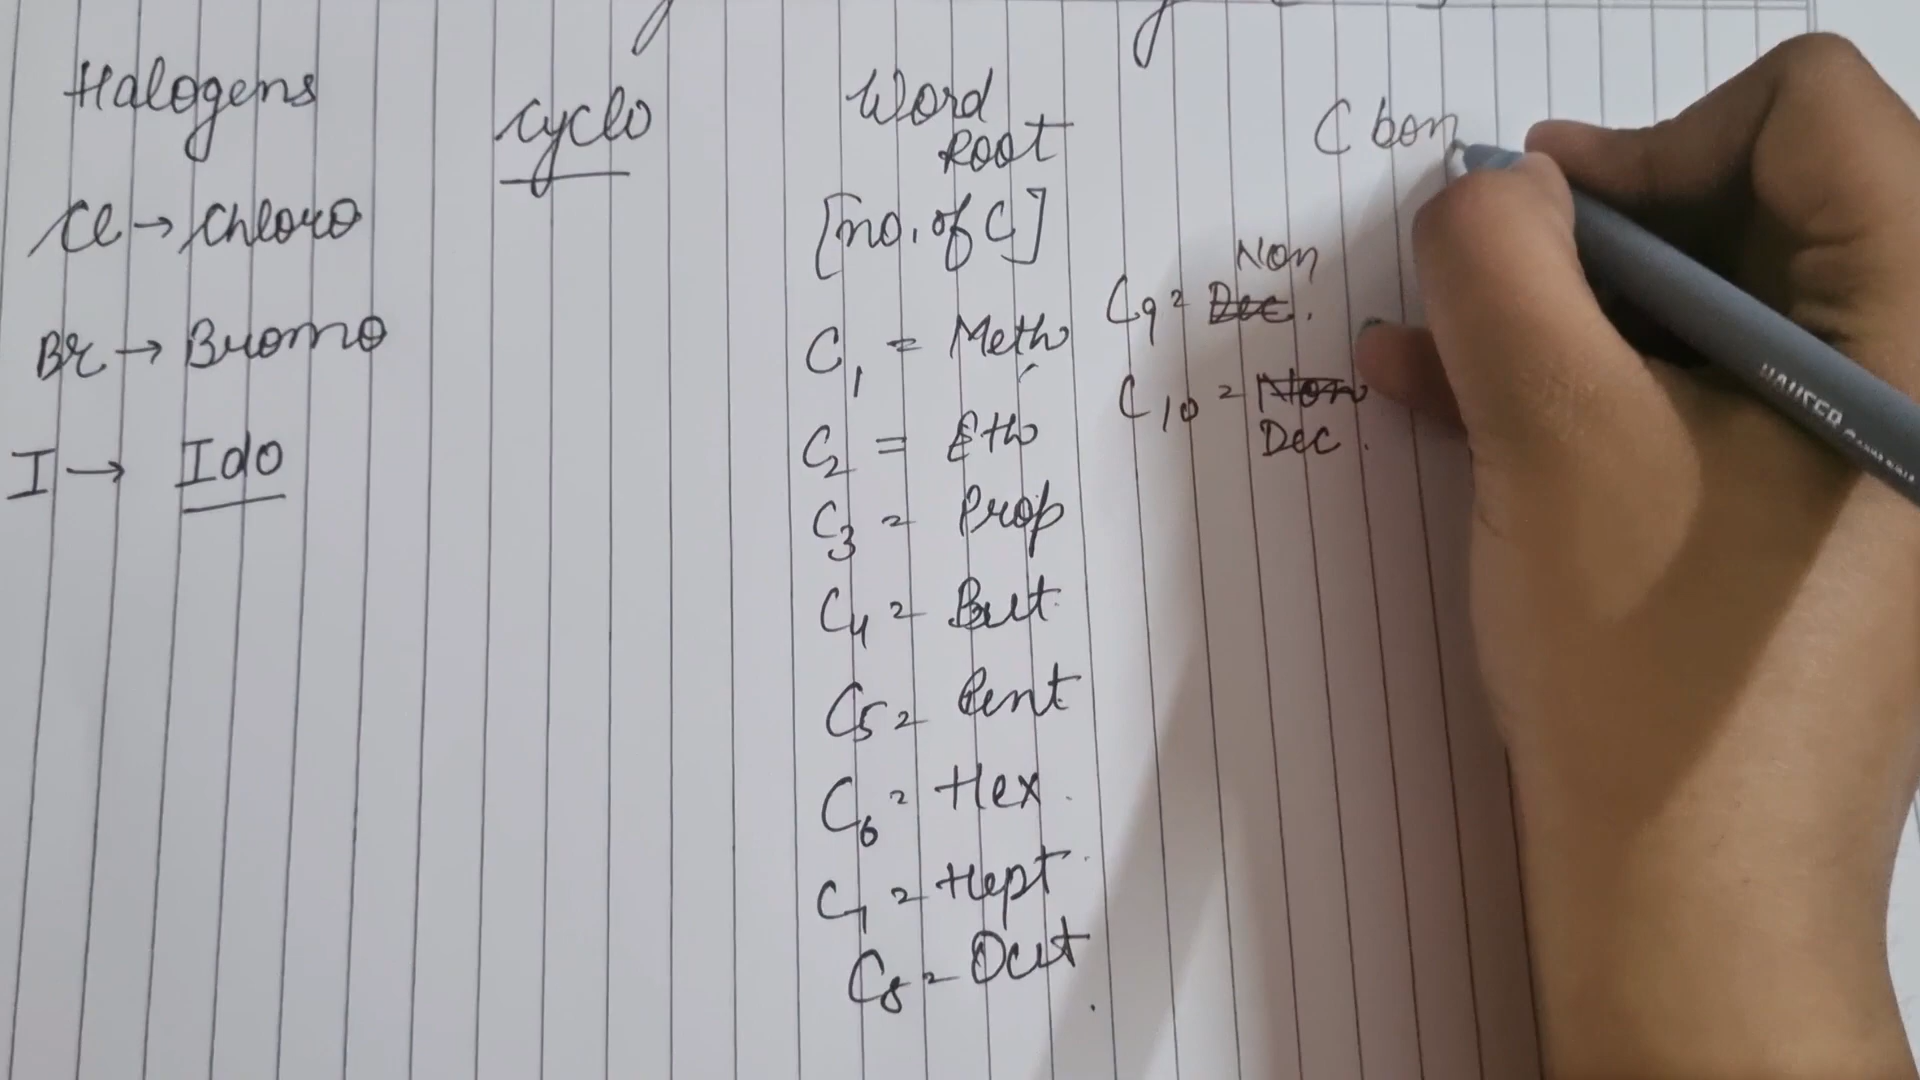 Halogens
Cl → Chloro
Br → Bromo
I → Ido
Cyclo
Word
Root
[no. of C]
C1 = Meth
C2 = Eth
C3 = Prop
C4 = But
C5 = Pent
C6 = Hex
C7 = Hept
C8 = Oct
Non
C9 = Dec.
C10 = Non
Dec.
C bon